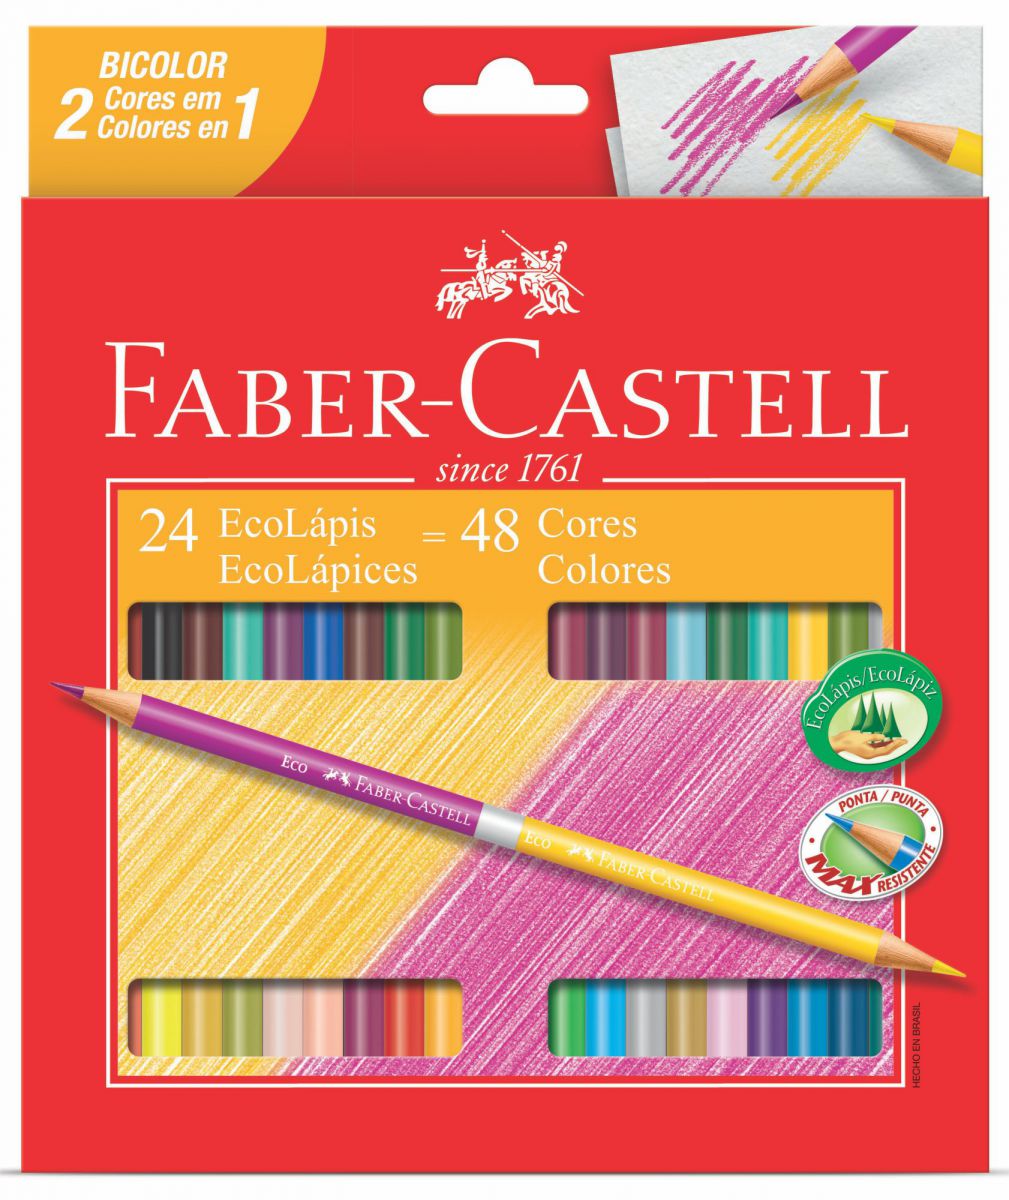 BICOLOR
2 Cores em 1
Colores en
FABER-CASTELL
since 1761
24 EcoLápis = 48 Cores
EcoLápices Colores
EcoLápis/EcoLápiz
Eco FABER-CASTELL
Eco FABER-CASTELL
PONTA / PUNTA
MAX
RESISTENTE
HECHO EN BRASIL